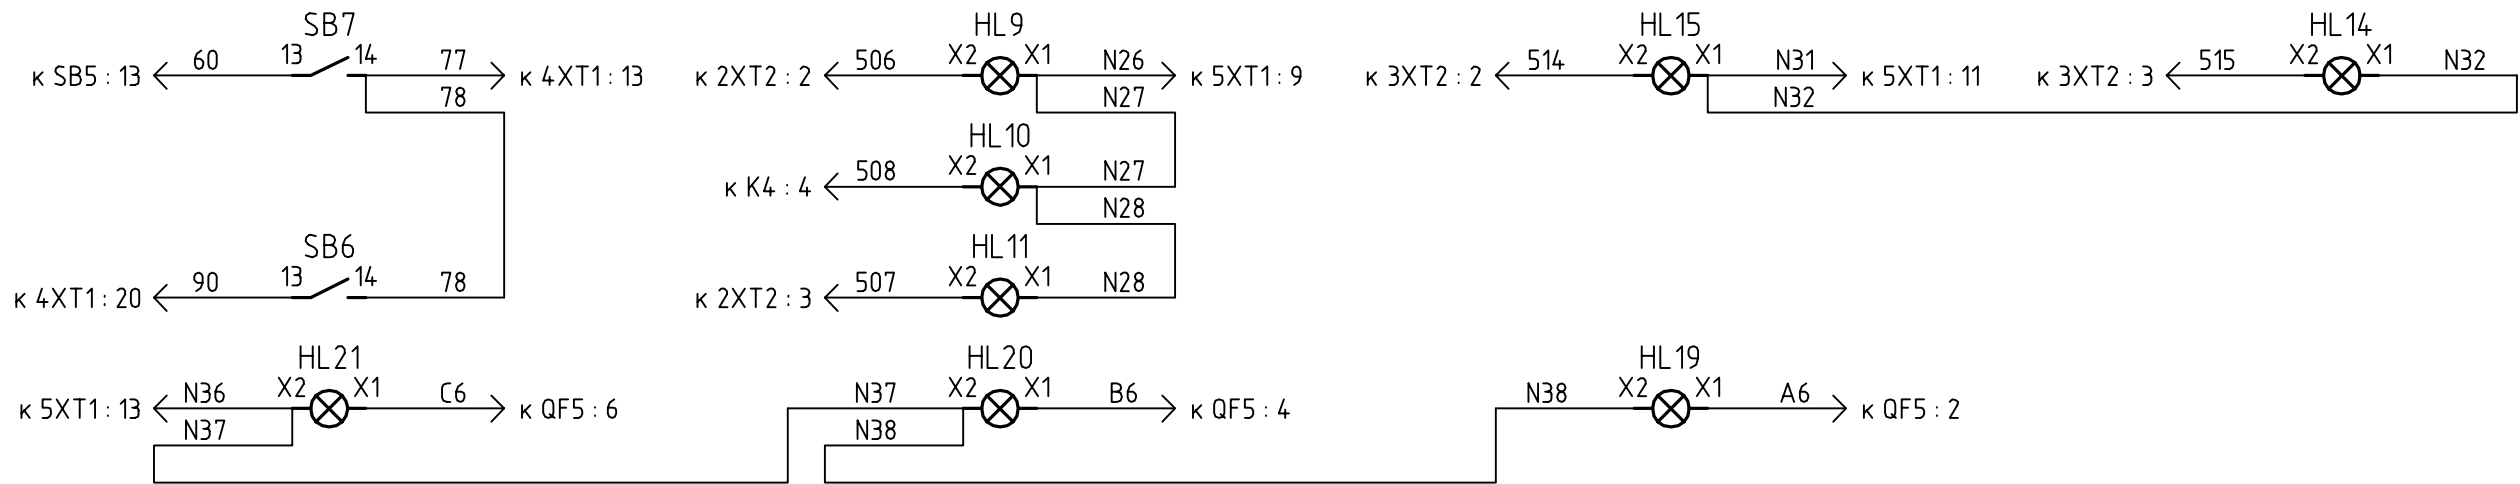 SB7 HL9 HL15 HL14
13 14 X2 X1 X2 X1 X2 X1
60 77 506 N26 514 N31 515 N32
к SB5 : 13 к 4XT1 : 13 к 2XT2 : 2 к 5XT1 : 9 к 3XT2 : 2 к 5XT1 : 11 к 3XT2 : 3
78 N27 N32
HL10
X2 X1
508 N27
к K4 : 4
N28
SB6 HL11
13 14 X2 X1
90 78 507 N28
к 4XT1 : 20 к 2XT2 : 3
HL21 HL20 HL19
X2 X1 X2 X1 X2 X1
N36 C6 N37 B6 N38 A6
к 5XT1 : 13 к QF5 : 6 к QF5 : 4 к QF5 : 2
N37 N38